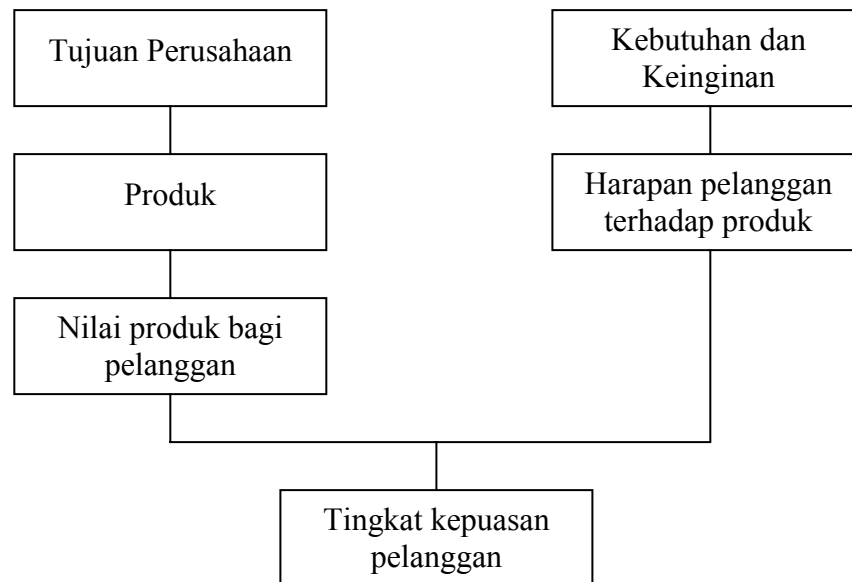 Tujuan Perusahaan
Kebutuhan dan
Keinginan
Produk
Harapan pelanggan
terhadap produk
Nilai produk bagi
pelanggan
Tingkat kepuasan
pelanggan